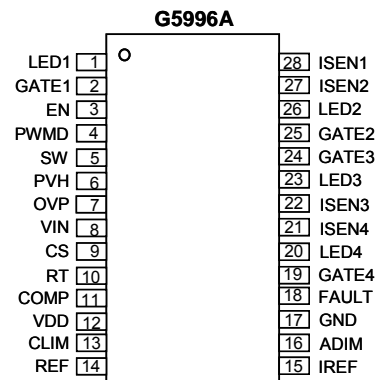 G5996A
LED1 1 28 ISEN1
GATE1 2 27 ISEN2
EN 3 26 LED2
PWMD 4 25 GATE2
SW 5 24 GATE3
PVH 6 23 LED3
OVP 7 22 ISEN3
VIN 8 21 ISEN4
CS 9 20 LED4
RT 10 19 GATE4
COMP 11 18 FAULT
VDD 12 17 GND
CLIM 13 16 ADIM
REF 14 15 IREF